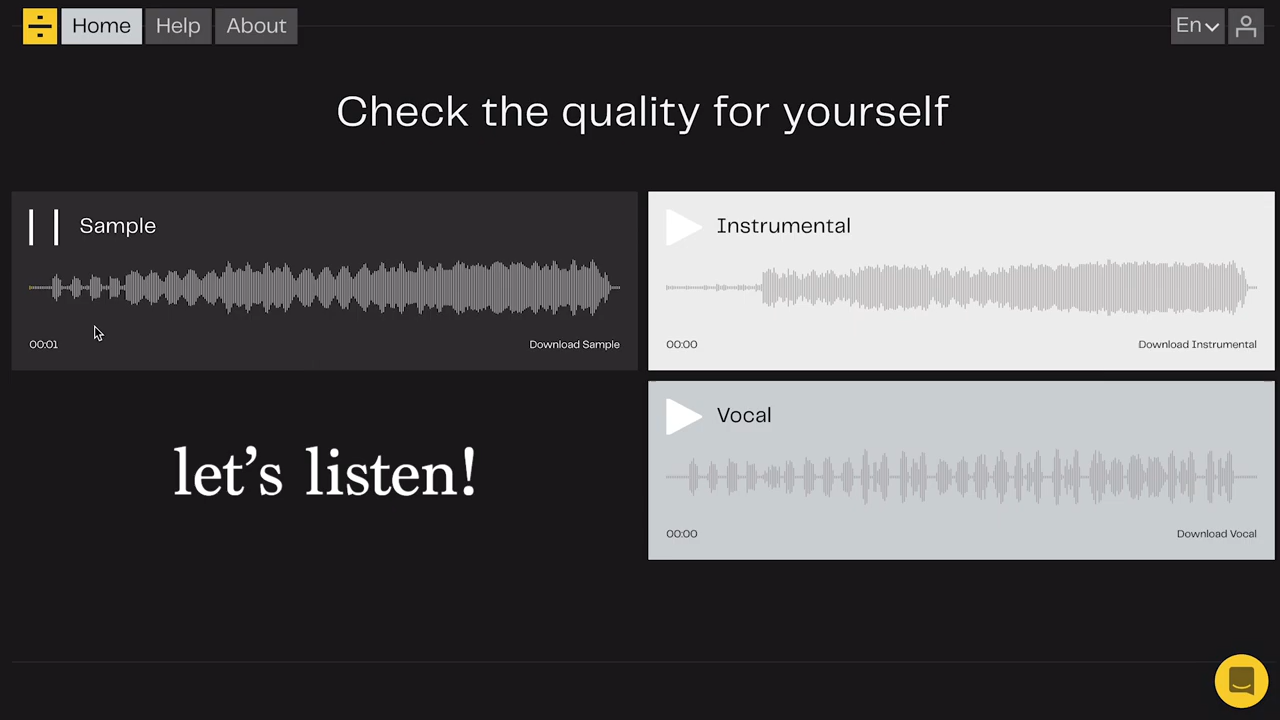 Home Help About En
Check the quality for yourself
Sample
00:01 Download Sample
Instrumental
00:00 Download Instrumental
let's listen!
Vocal
00:00 Download Vocal